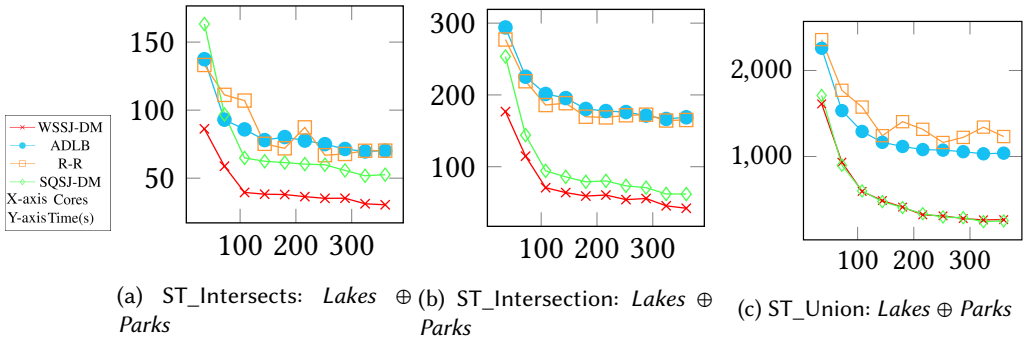 WSSJ-DM
ADLB
R-R
SQSJ-DM
X-axis Cores
Y-axisTime(s)
150
100
50
100 200 300
(a) ST_Intersects: Lakes ⊕
Parks
300
200
100
100 200 300
(b) ST_Intersection: Lakes ⊕
Parks
2,000
1,000
100 200 300
(c) ST_Union: Lakes ⊕ Parks